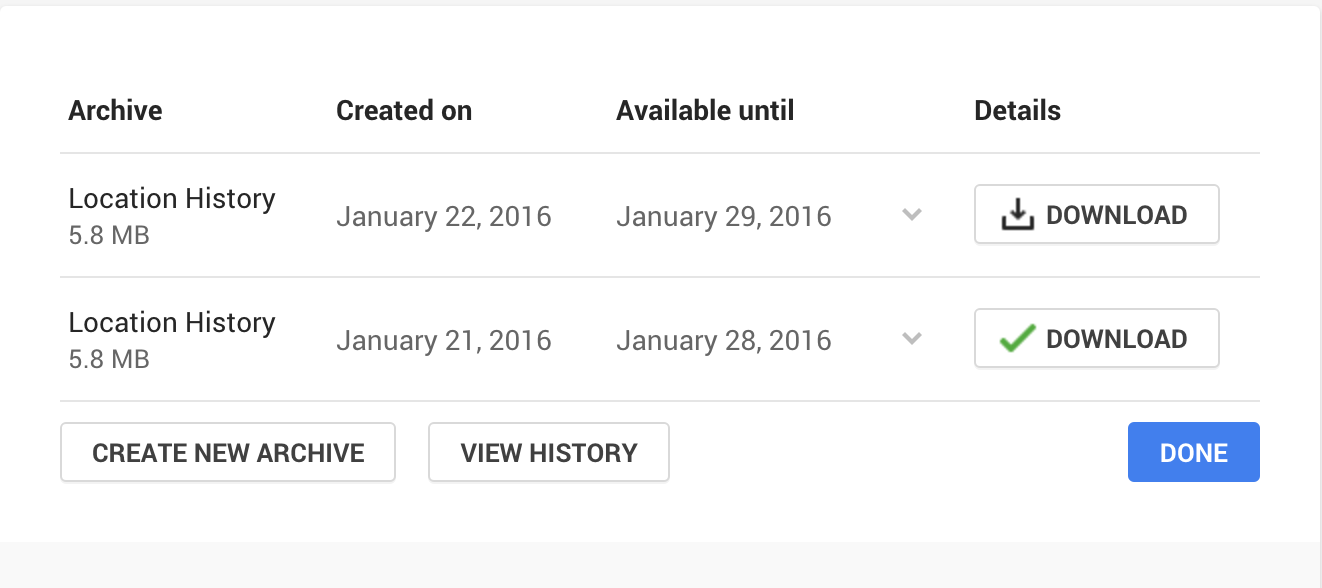 Archive Created on Available until Details
Location History
5.8 MB
January 22, 2016 January 29, 2016 DOWNLOAD
Location History
5.8 MB
January 21, 2016 January 28, 2016 DOWNLOAD
CREATE NEW ARCHIVE VIEW HISTORY DONE